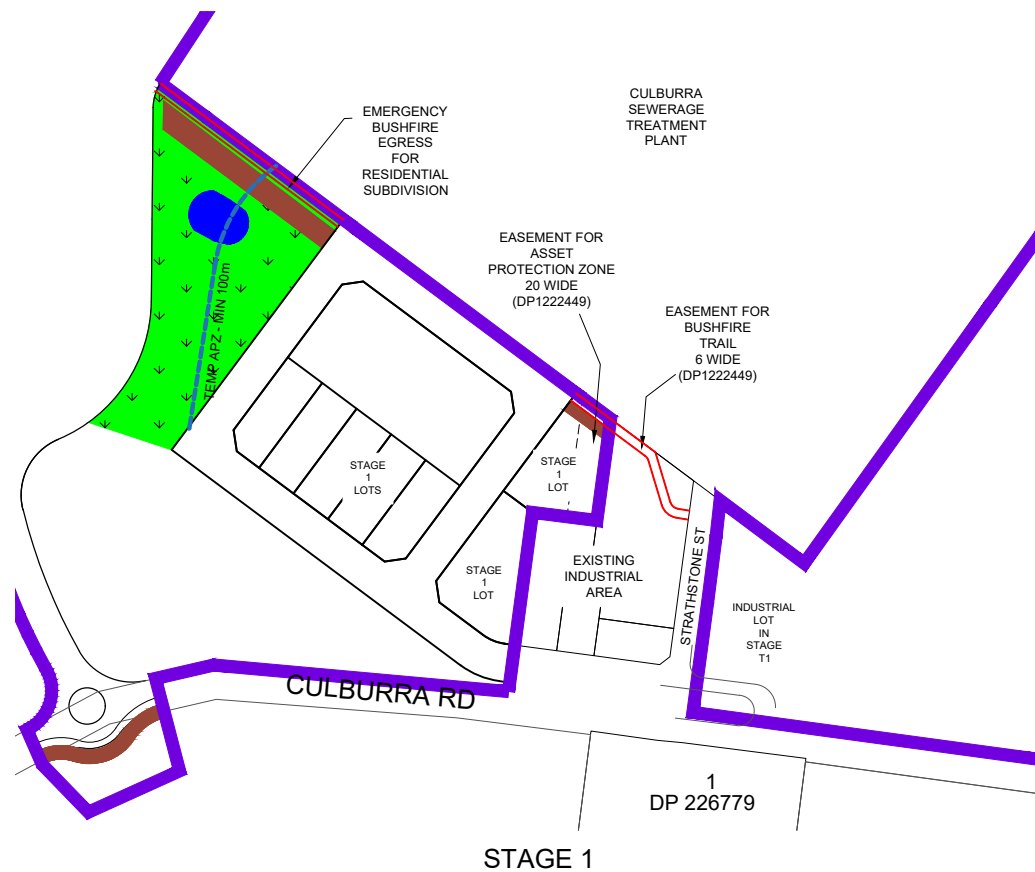 CULBURRA
SEWERAGE
TREATMENT
PLANT
EMERGENCY
BUSHFIRE
EGRESS
FOR
RESIDENTIAL
SUBDIVISION
EASEMENT FOR
ASSET
PROTECTION ZONE
20 WIDE
(DP1222449)
EASEMENT FOR
BUSHFIRE
TRAIL
6 WIDE
(DP1222449)
TEMP APZ - MIN 100m
STAGE
1
LOTS
STAGE
1
LOT
STAGE
1
LOT
EXISTING
INDUSTRIAL
AREA
STRATHSTONE ST
INDUSTRIAL
LOT
IN
STAGE
T1
CULBURRA RD
1
DP 226779
STAGE 1